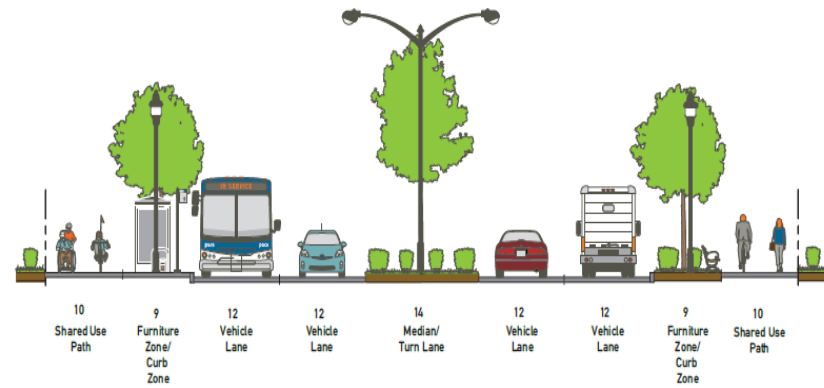 IN SERVICE
10
Shared Use
Path
9
Furniture
Zone/
Curb
Zone
12
Vehicle
Lane
12
Vehicle
Lane
14
Median/
Turn Lane
12
Vehicle
Lane
12
Vehicle
Lane
9
Furniture
Zone/
Curb
Zone
10
Shared Use
Path